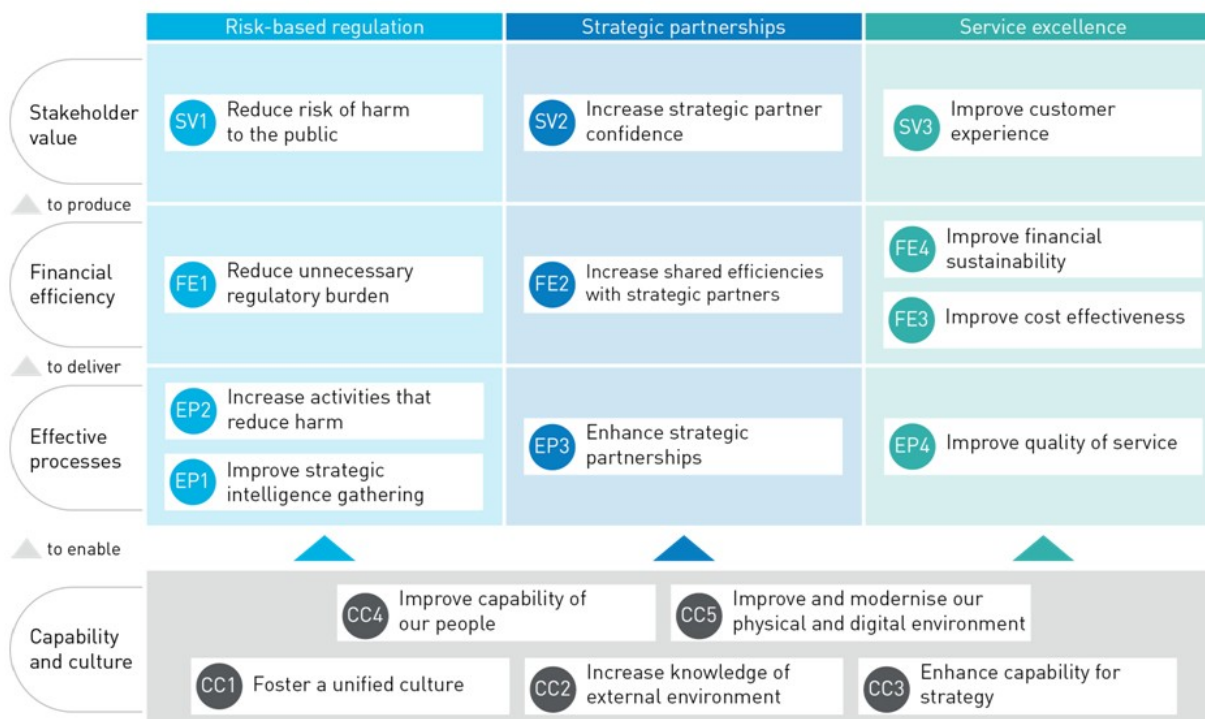 Risk-based regulation
Strategic partnerships
Service excellence
Stakeholder
value
SV1
Reduce risk of harm
to the public
SV2
Increase strategic partner
confidence
SV3
Improve customer
experience
to produce
Financial
efficiency
FE1
Reduce unnecessary
regulatory burden
FE2
Increase shared efficiencies
with strategic partners
FE4
Improve financial
sustainability
FE3
Improve cost effectiveness
to deliver
Effective
processes
EP2
Increase activities that
reduce harm
EP1
Improve strategic
intelligence gathering
EP3
Enhance strategic
partnerships
EP4
Improve quality of service
to enable
Capability
and culture
CC4
Improve capability of
our people
CC5
Improve and modernise our
physical and digital environment
CC1
Foster a unified culture
CC2
Increase knowledge of
external environment
CC3
Enhance capability for
strategy